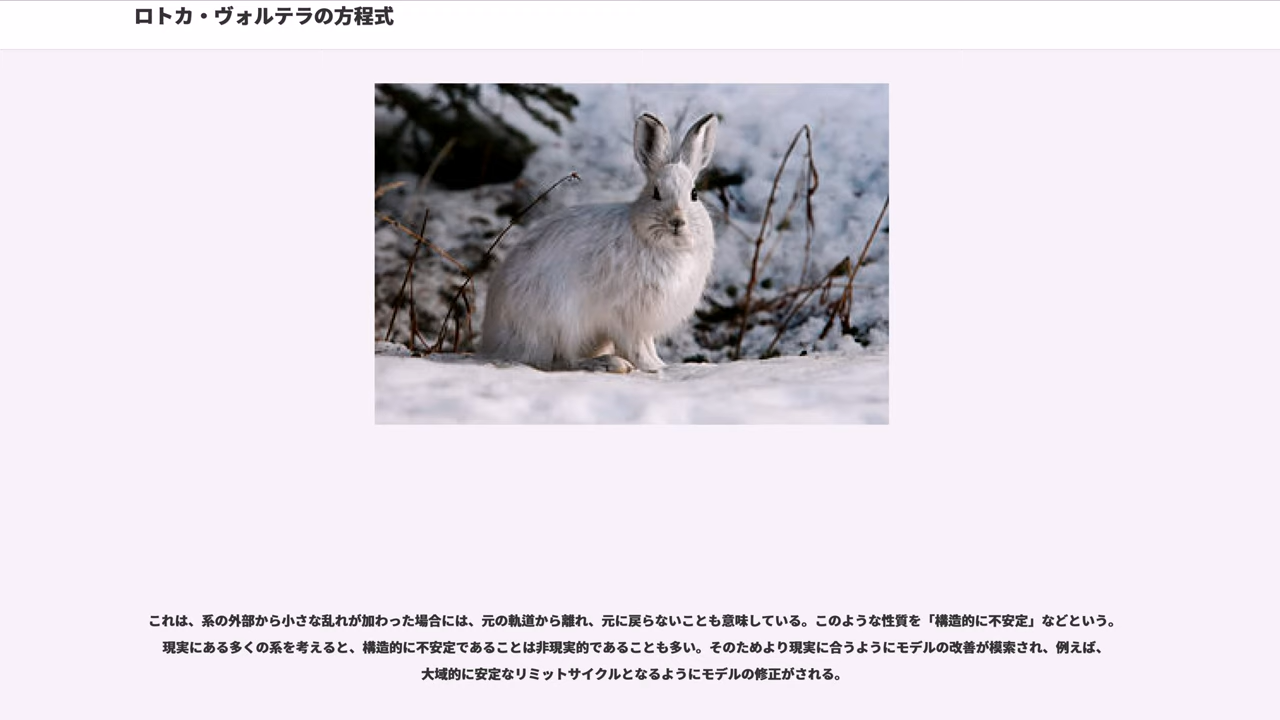 ロトカ・ヴォルテラの方程式
これは、系の外部から小さな乱れが加わった場合には、元の軌道から離れ、元に戻らないことも意味している。このような性質を「構造的に不安定」などという。
現実にある多くの系を考えると、構造的に不安定であることは非現実的であることも多い。そのためより現実に合うようにモデルの改善が模索され、例えば、
大域的に安定なリミットサイクルとなるようにモデルの修正がされる。